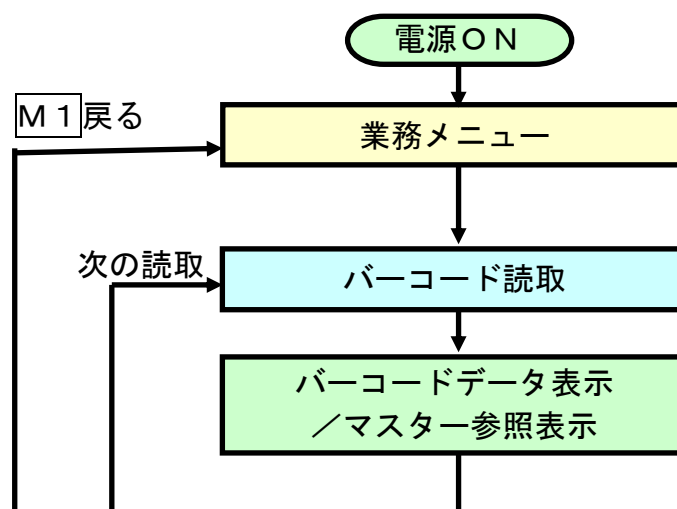 電源ＯＮ
Ｍ１戻る
業務メニュー
次の読取
バーコード読取
バーコードデータ表示
／マスター参照表示